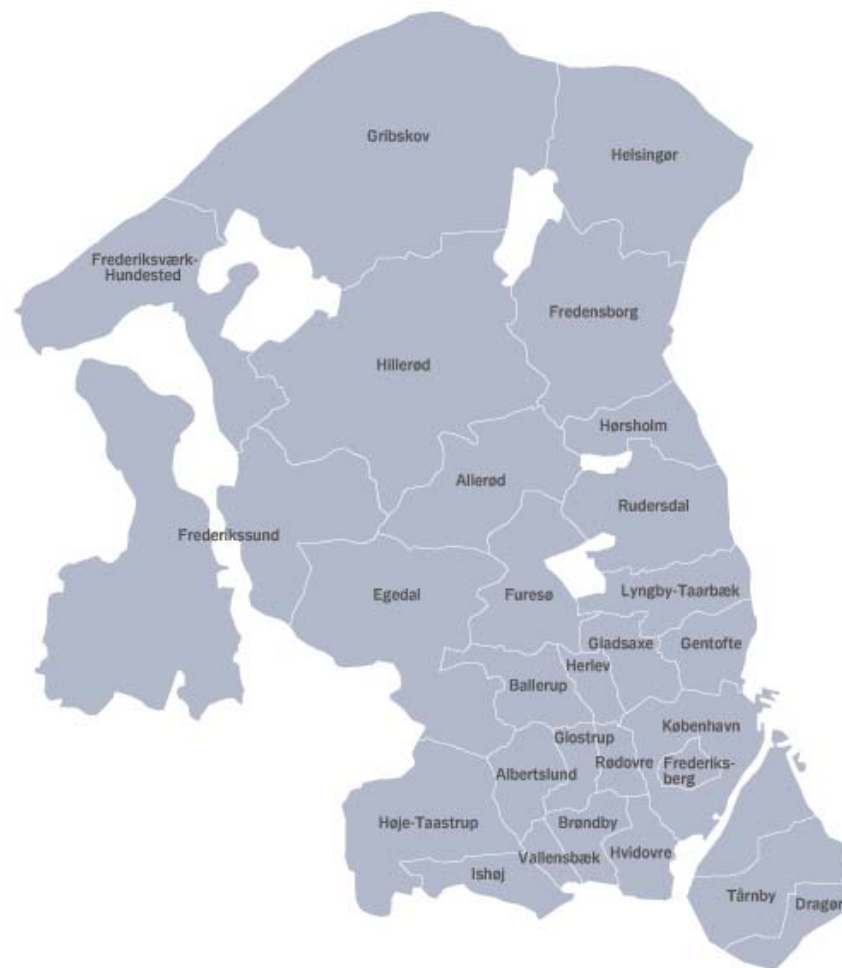 Gribskov
Helsingør
Frederiksværk-
Hundested
Fredensborg
Hillerød
Hørsholm
Allerød
Rudersdal
Frederikssund
Egedal
Furesø
Lyngby-Taarbæk
Gladsaxe
Gentofte
Herlev
Ballerup
København
Glostrup
Rødovre
Frederiks-
berg
Albertslund
Høje-Taastrup
Brøndby
Hvidovre
Vallensbæk
Ishøj
Tårnby
Dragør